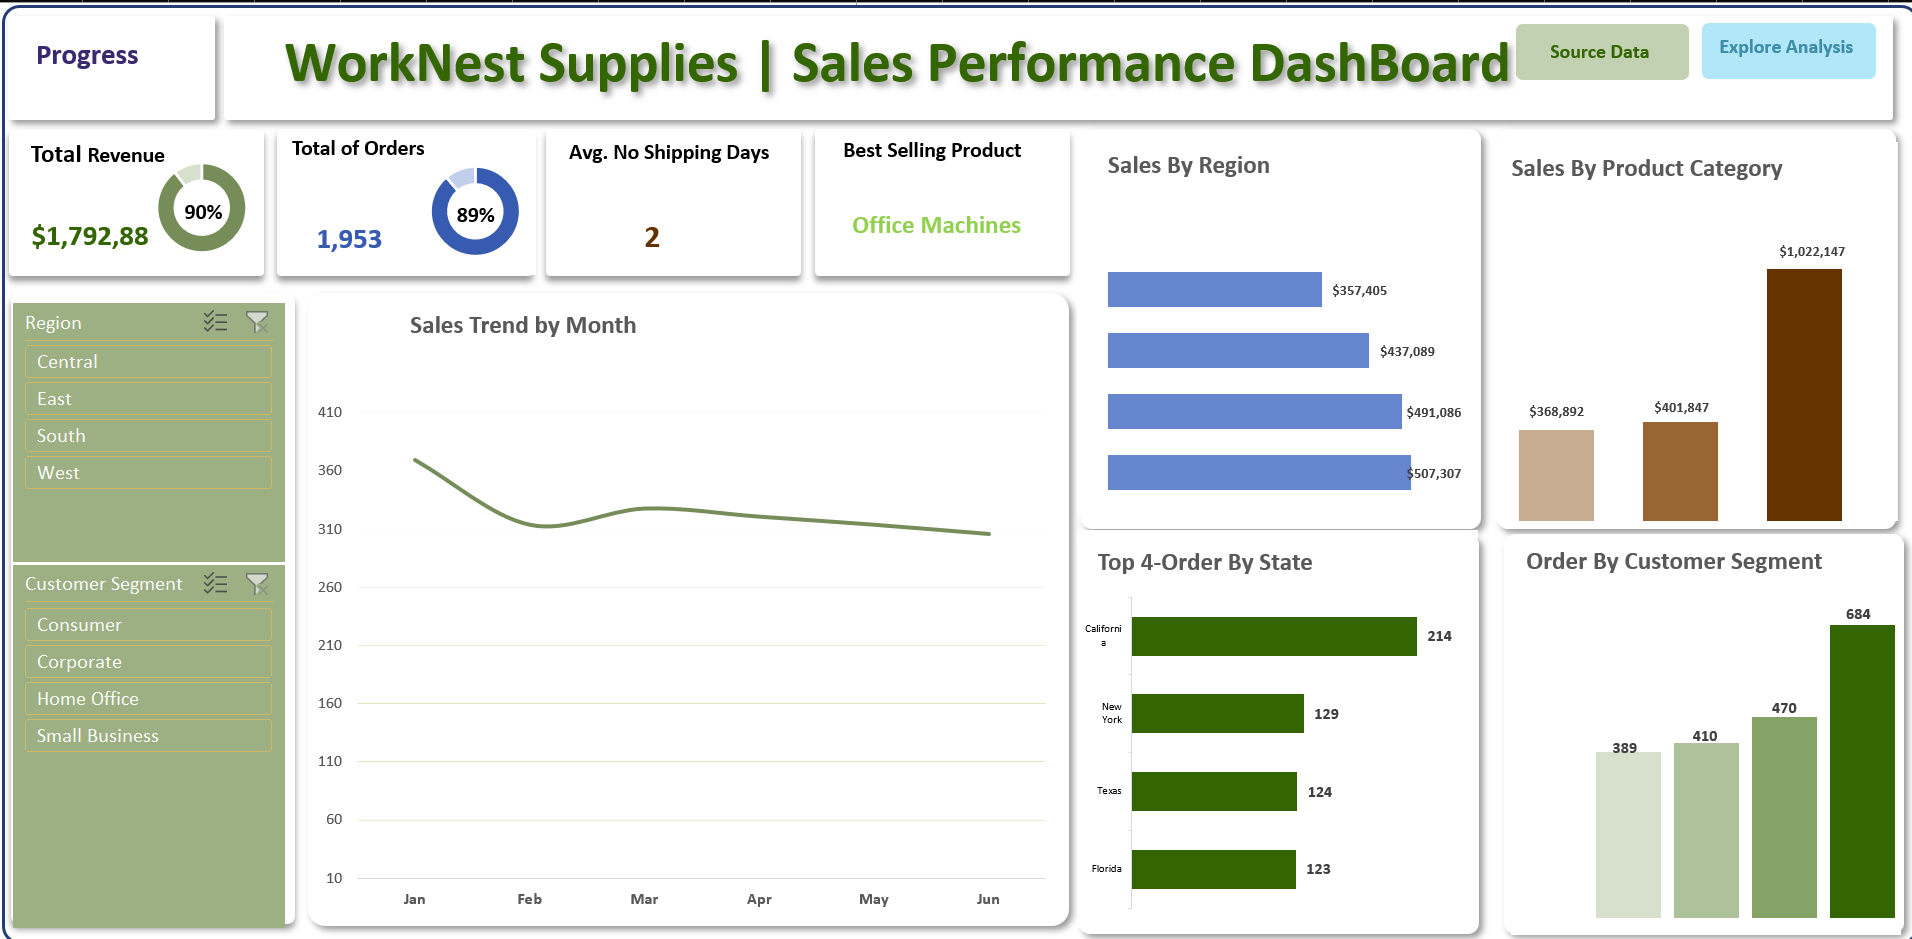 Progress
WorkNest Supplies | Sales Performance DashBoard
Source Data
Explore Analysis
Total Revenue
$1,792,88
90%
Total of Orders
1,953
89%
Avg. No Shipping Days
2
Best Selling Product
Office Machines
Sales By Region
$357,405
$437,089
$491,086
$507,307
Sales By Product Category
$368,892
$401,847
$1,022,147
Region
Central
East
South
West
Customer Segment
Consumer
Corporate
Home Office
Small Business
Sales Trend by Month
410
360
310
260
210
160
110
60
10
Jan
Feb
Mar
Apr
May
Jun
Top 4-Order By State
Californi
a
214
New
York
129
Texas
124
Florida
123
Order By Customer Segment
389
410
470
684